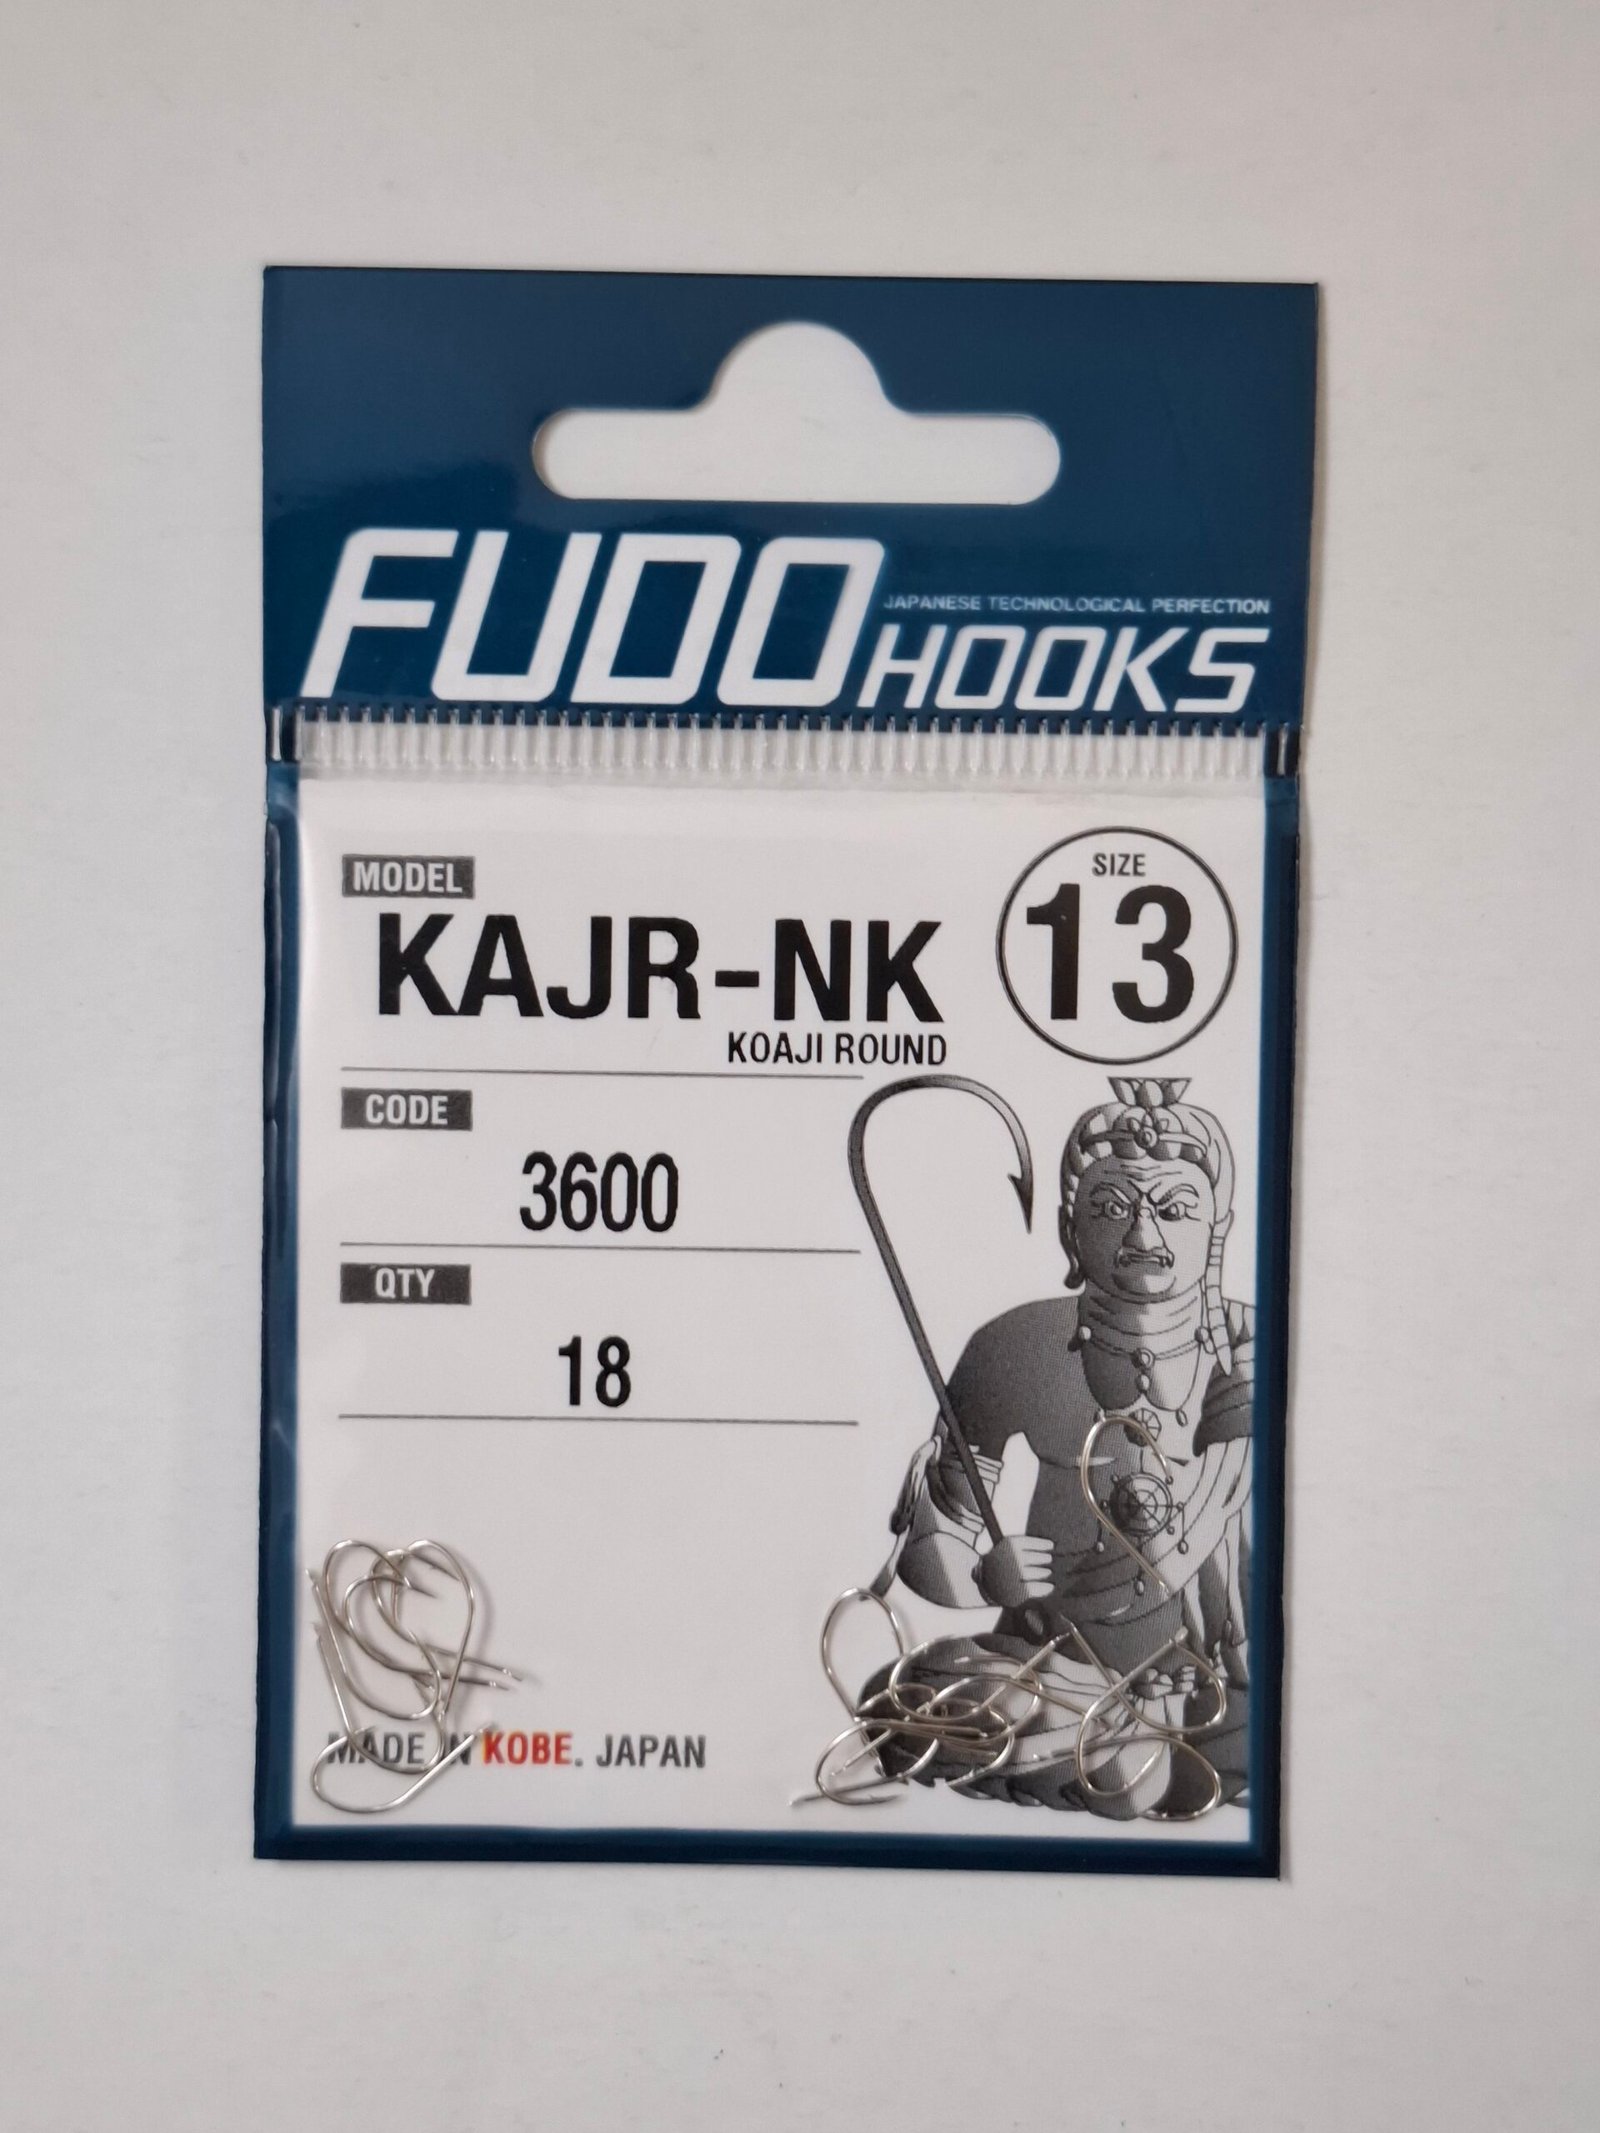 FUDO
JAPANESE TECHNOLOGICAL PERFECTION
HOOKS
MODEL
KAJR-NK
KOAJI ROUND
SIZE
13
CODE
3600
QTY
18
MADE IN KOBE. JAPAN